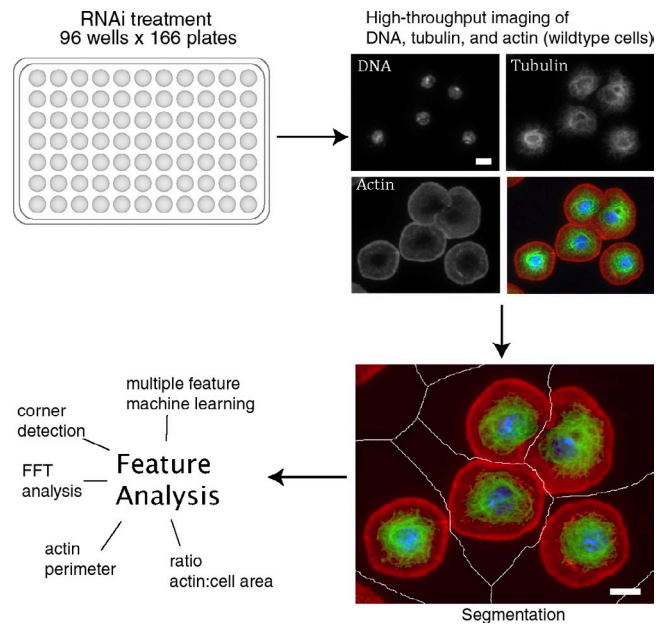 RNAi treatment
96 wells x 166 plates
High-throughput imaging of
DNA, tubulin, and actin (wildtype cells)
DNA
Tubulin
Actin
Segmentation
Feature
Analysis
multiple feature
machine learning
corner
detection
FFT
analysis
actin
perimeter
ratio
actin:cell area